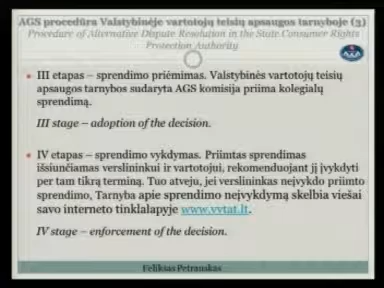 AGS procedūra Valstybinėje vartotojų teisių apsaugos tarnyboje (3)
Procedure of Alternative Dispute Resolution in the State Consumer Rights
Protection Authority
III etapas – sprendimo priėmimas. Valstybinės vartotojų teisių
apsaugos tarnybos sudaryta AGS komisija priima kolegialų
sprendimą.
III stage – adoption of the decision.
IV etapas – sprendimo vykdymas. Priimtas sprendimas
išsiunčiamas verslininkui ir vartotojui, rekomenduojant jį įvykdyti
per tam tikrą terminą. Tuo atveju, jei verslininkas neįvykdo priimto
sprendimo, Tarnyba apie sprendimo neįvykdymą skelbia viešai
savo interneto tinklalapyje www.vvtat.lt.
IV stage – enforcement of the decision.
Feliksas Petrauskas